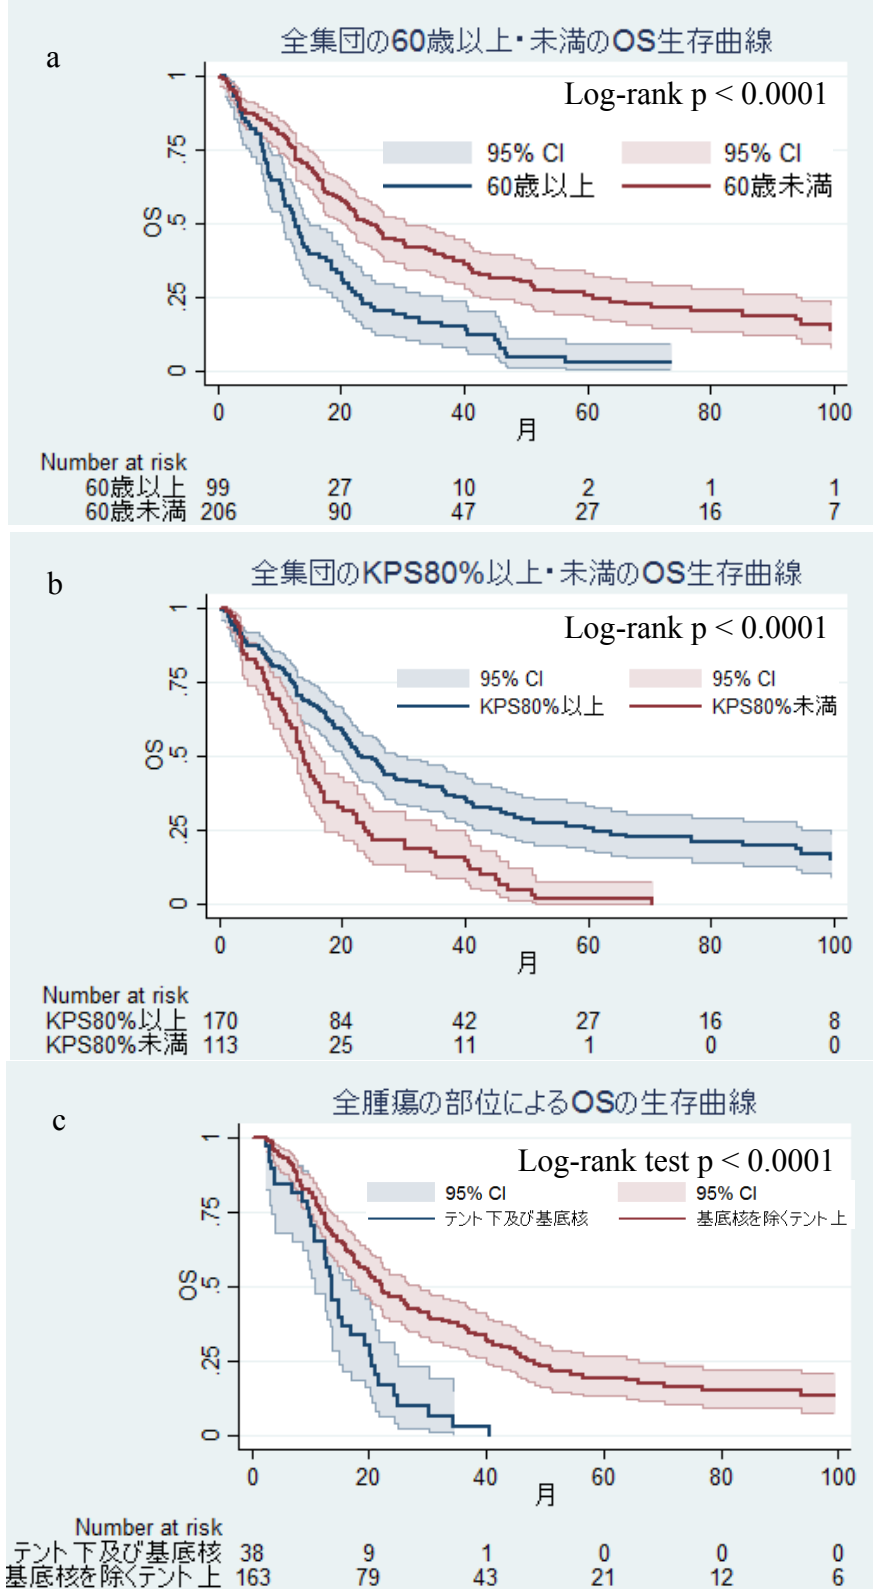 a
全集団の60歳以上・未満のOS生存曲線
Log-rank p < 0.0001
95% CI 95% CI
60歳以上 60歳未満
OS
1
.75
.5
.25
0
0 20 40 60 80 100
月
Number at risk
60歳以上 99 27 10 2 1 1
60歳未満 206 90 47 27 16 7
b
全集団のKPS80%以上・未満のOS生存曲線
Log-rank p < 0.0001
95% CI 95% CI
KPS80%以上 KPS80%未満
OS
1
.75
.5
.25
0
0 20 40 60 80 100
月
Number at risk
KPS80%以上 170 84 42 27 16 8
KPS80%未満 113 25 11 1 0 0
c
全腫瘍の部位によるOSの生存曲線
Log-rank test p < 0.0001
95% CI 95% CI
テント下及び基底核 基底核を除くテント上
OS
1
.75
.5
.25
0
0 20 40 60 80 100
月
Number at risk
テント下及び基底核 38 9 1 0 0 0
基底核を除くテント上 163 79 43 21 12 6